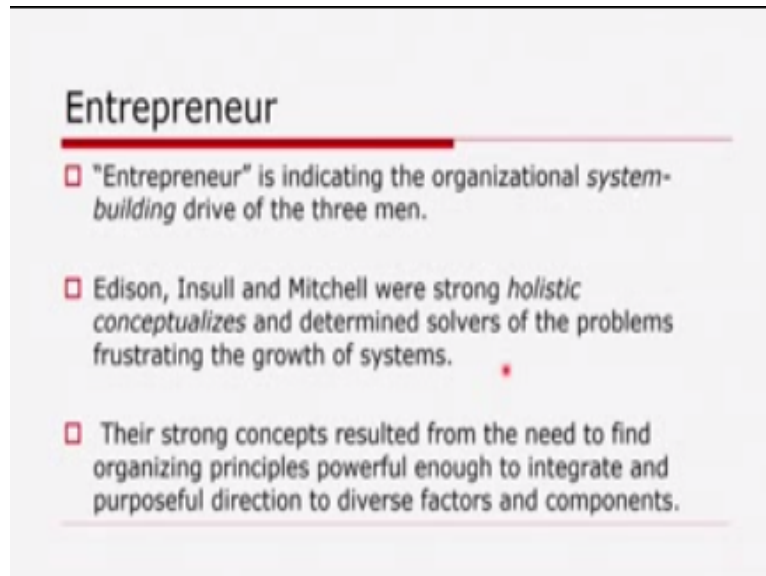 Entrepreneur
"Entrepreneur" is indicating the organizational system-
building drive of the three men.
Edison, Insull and Mitchell were strong holistic
conceptualizes and determined solvers of the problems
frustrating the growth of systems.
Their strong concepts resulted from the need to find
organizing principles powerful enough to integrate and
purposeful direction to diverse factors and components.